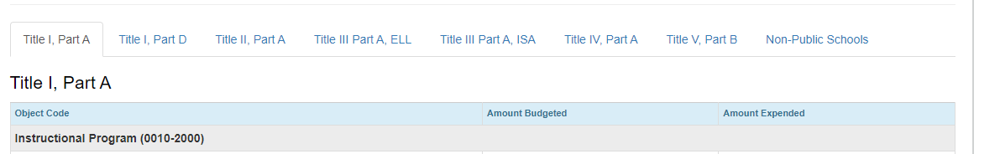 Title I, Part A Title I, Part D Title II, Part A Title III Part A, ELL Title III Part A, ISA Title IV, Part A Title V, Part B Non-Public Schools
Title I, Part A
Object Code Amount Budgeted Amount Expended
Instructional Program (0010-2000)